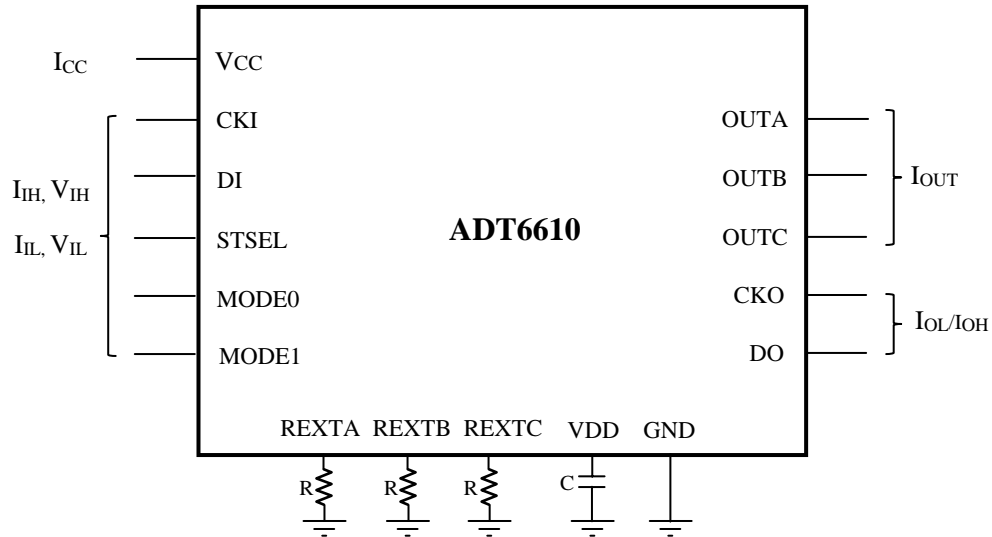 ICC
VCC
CKI
DI
STSEL
MODE0
MODE1
IIH, VIH
IIL, VIL
ADT6610
OUTA
OUTB
OUTC
CKO
DO
IOUT
IOL/IOH
REXTA REXTB REXTC VDD GND
R R R C